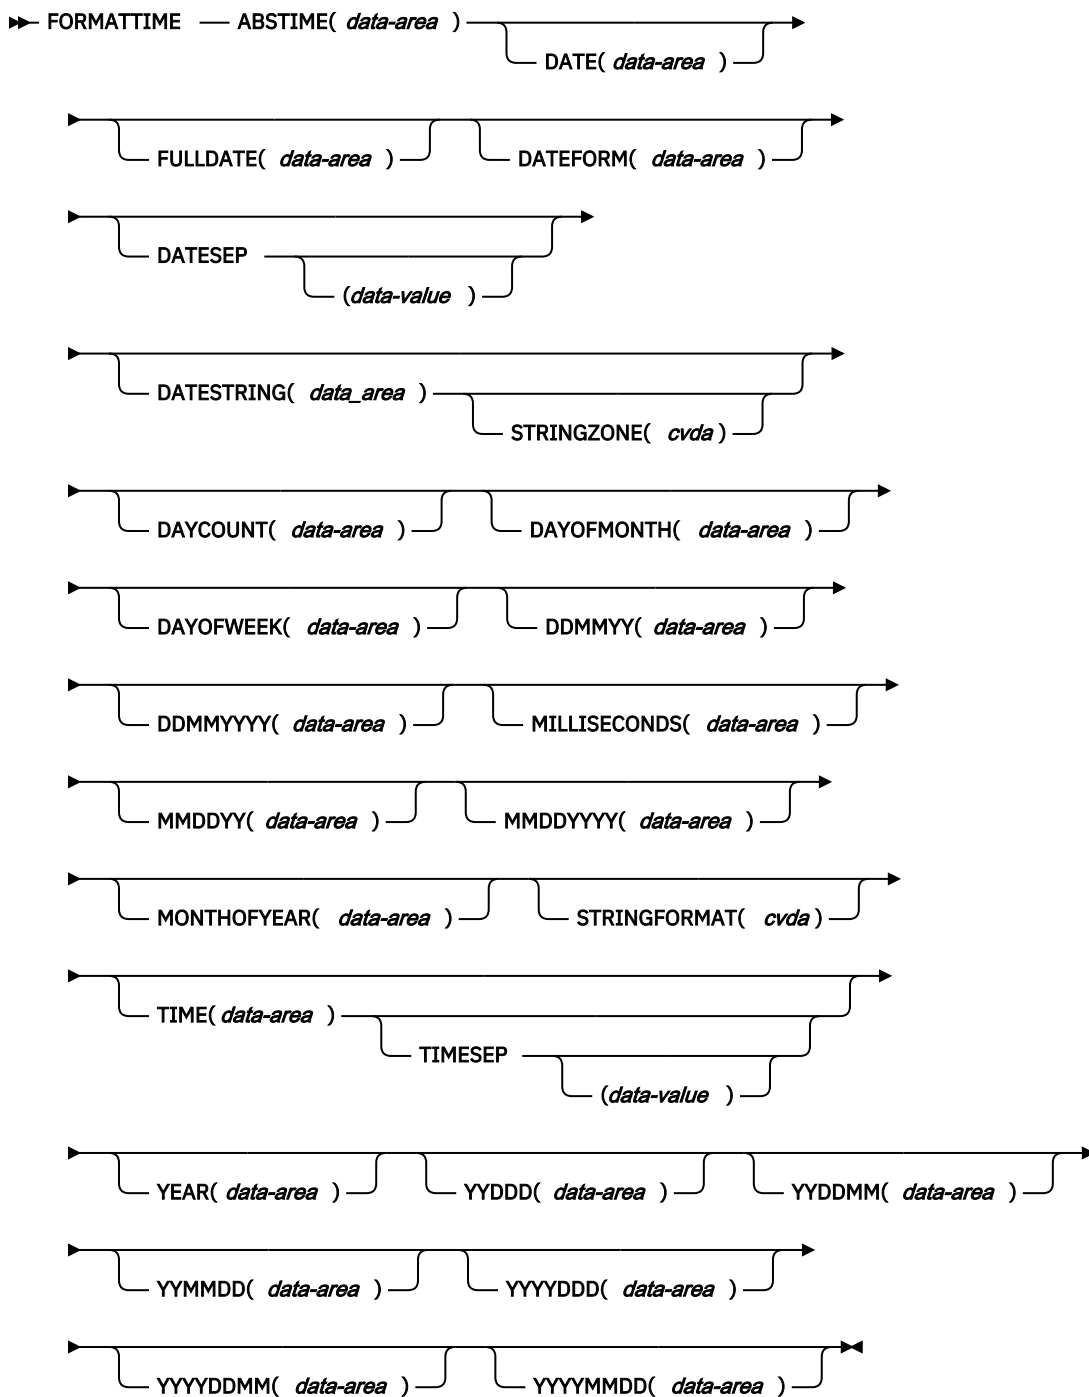 FORMATTIME ABSTIME( data-area )
DATE( data-area )
FULLDATE( data-area ) DATEFORM( data-area )
DATESEP
(data-value )
DATESTRING( data_area )
STRINGZONE( cvda )
DAYCOUNT( data-area ) DAYOFMONTH( data-area )
DAYOFWEEK( data-area ) DDMMYY( data-area )
DDMMYYYY( data-area ) MILLISECONDS( data-area )
MMDDYY( data-area ) MMDDYYYY( data-area )
MONTHOFYEAR( data-area ) STRINGFORMAT( cvda )
TIME( data-area )
TIMESEP
(data-value )
YEAR( data-area ) YYDDD( data-area ) YYDDMM( data-area )
YYMMDD( data-area ) YYYYDDD( data-area )
YYYYDDMM( data-area ) YYYYMMDD( data-area )